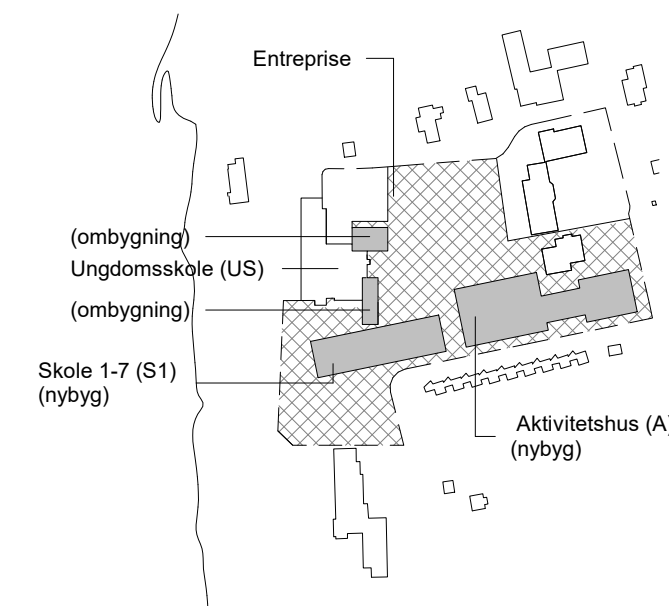 Entreprise
(ombygning)
Ungdomsskole (US)
(ombygning)
Skole 1-7 (S1)
(nybyg)
Aktivitetshus (A)
(nybyg)